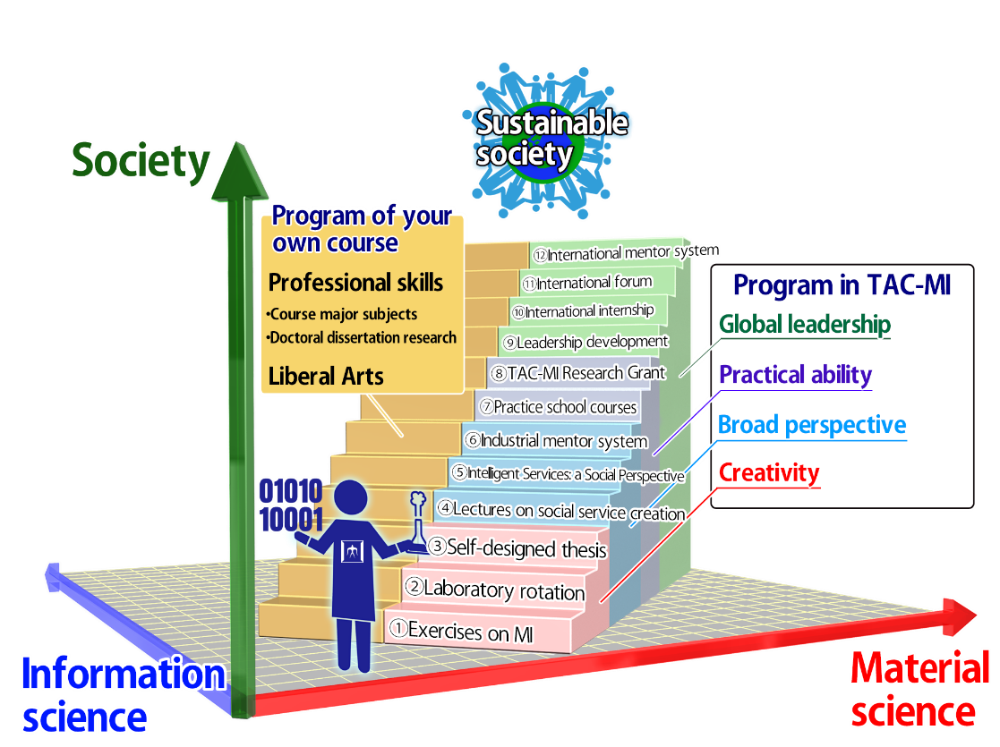 Sustainable
society
Society
Program of your
own course
Professional skills
•Course major subjects
•Doctoral dissertation research
Liberal Arts
⑫International mentor system
⑪International forum
⑩International internship
⑨Leadership development
⑧TAC-MI Research Grant
⑦Practice school courses
⑥Industrial mentor system
⑤Intelligent Services: a Social Perspective
④Lectures on social service creation
③Self-designed thesis
②Laboratory rotation
①Exercises on MI
Program in TAC-MI
Global leadership
Practical ability
Broad perspective
Creativity
01010
10001
Information
science
Material
science